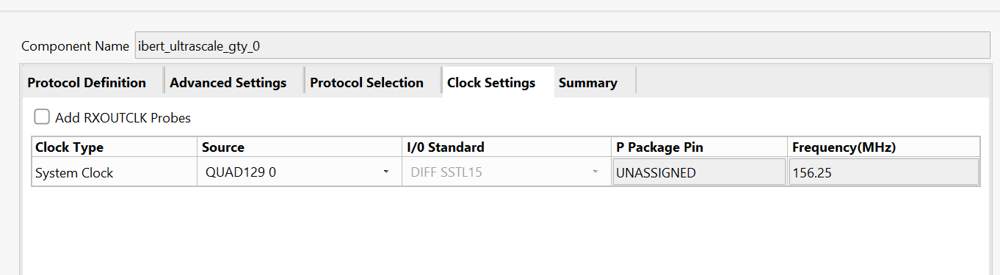 Component Name ibert_ultrascale_gty_0
Protocol Definition Advanced Settings Protocol Selection Clock Settings Summary
Add RXOUTCLK Probes
Clock Type Source I/0 Standard P Package Pin Frequency(MHz)
System Clock QUAD129 0 DIFF SSTL15 UNASSIGNED 156.25